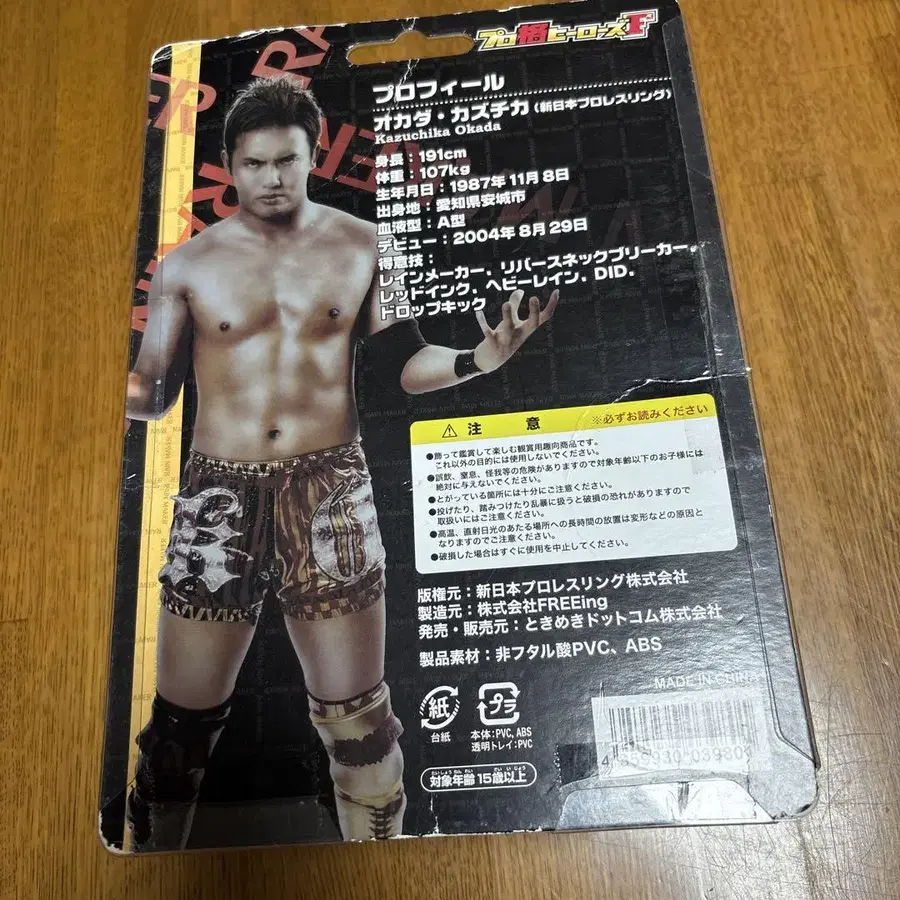 プロ格ヒーローズF
プロフィール
オカダ・カズチカ(新日本プロレスリング)
Kazuchika Okada
身長:191cm
体重:107kg
生年月日:1987年11月8日
出身地:愛知県安城市
血液型:A型
デビュー:2004年8月29日
得意技:
レインメーカー、リバースネックブリーカー、
レッドインク、ヘビーレイン、DID、
ドロップキック
注 意 ※必ずお読みください
●飾って鑑賞して楽しむ観賞用趣向商品です。
これ以外の目的には使用しないでください。
●誤飲、窒息、怪我等の危険がありますので対象年齢以下のお子様には
絶対に与えないでください。
●とがっている箇所には十分にご注意ください。
●投げたり、踏みつけたり乱暴に扱うと破損の恐れがありますので
取扱いにはご注意ください。
●高温、直射日光のあたる場所への長時間の放置は変形などの原因と
なりますのでご注意ください。
●破損した場合はすぐに使用を中止してください。
版権元:新日本プロレスリング株式会社
製造元:株式会社FREEing
発売・販売元:ときめきドットコム株式会社
製品素材:非フタル酸PVC、ABS
MADE IN CHINA
紙
台紙
プラ
本体:PVC, ABS
透明トレイ:PVC
たいしょうねんれい さいいじょう
対象年齢15歳以上
RAIN MAKER